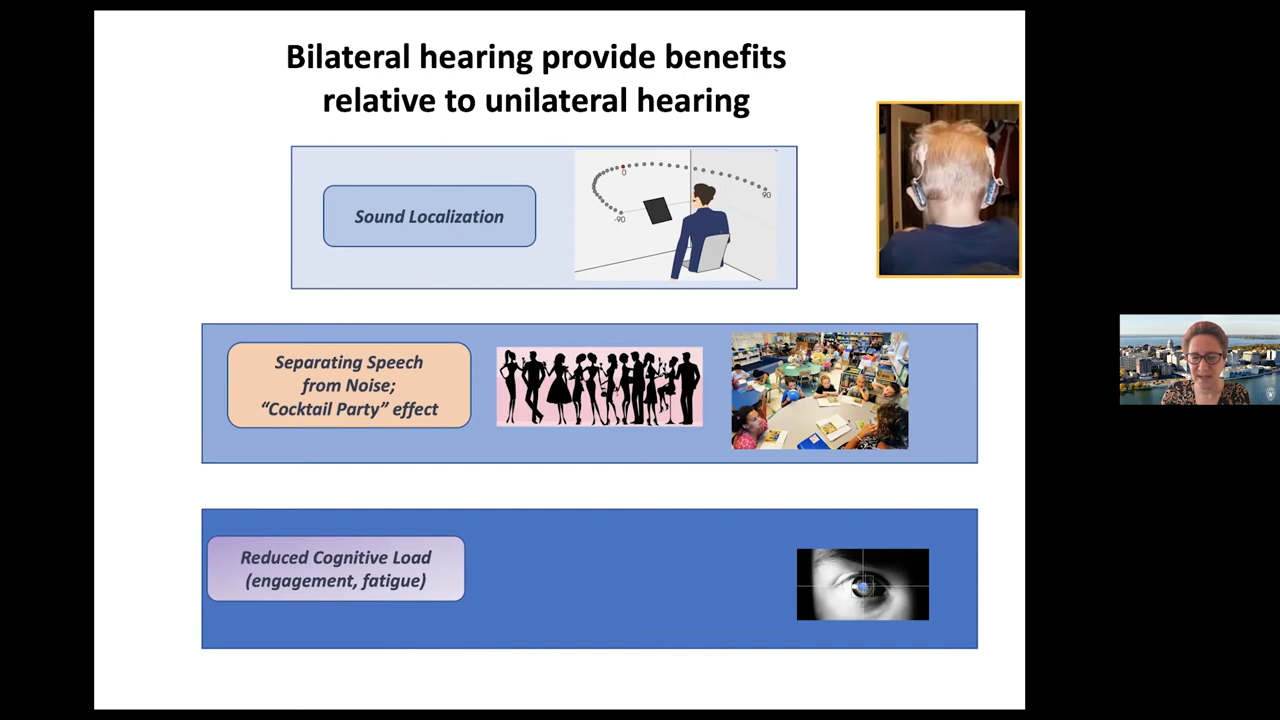 Bilateral hearing provide benefits
relative to unilateral hearing
Sound Localization
0
90
-90
Separating Speech
from Noise;
“Cocktail Party” effect
Reduced Cognitive Load
(engagement, fatigue)